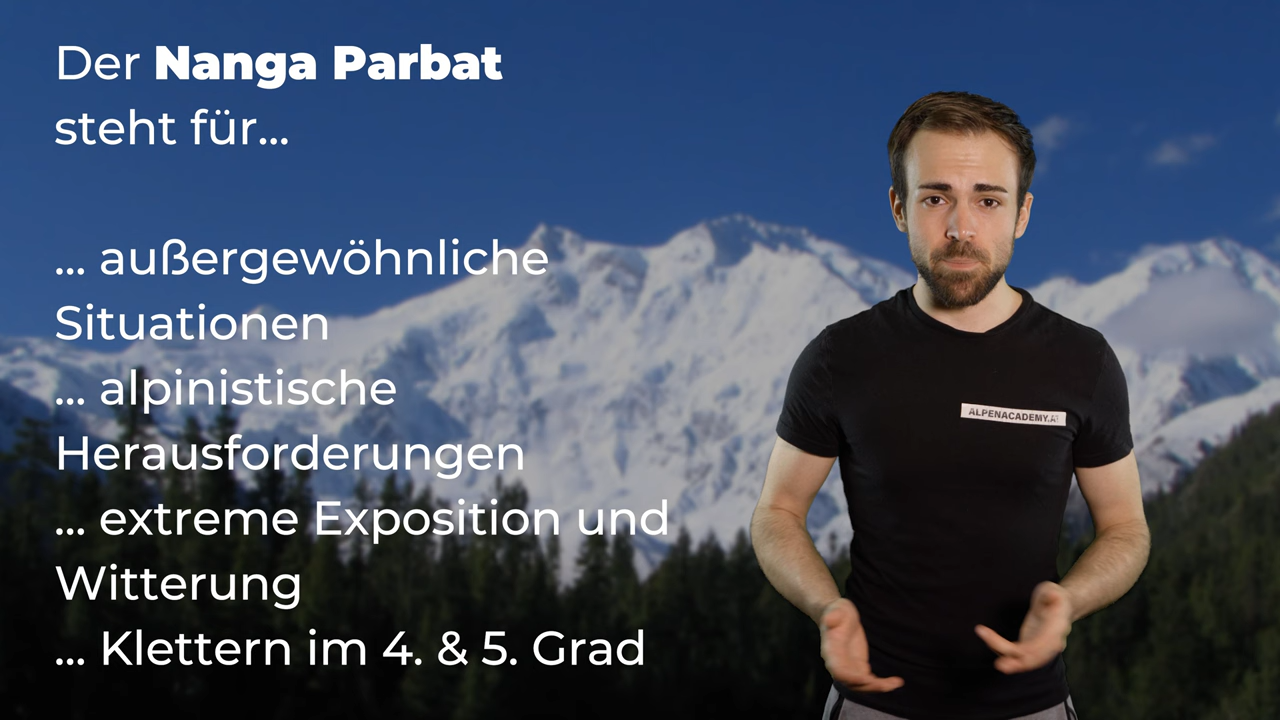 Der Nanga Parbat
steht für...
... außergewöhnliche
Situationen
... alpinistische
Herausforderungen
... extreme Exposition und
Witterung
... Klettern im 4. & 5. Grad
ALPENACADEMY.AT